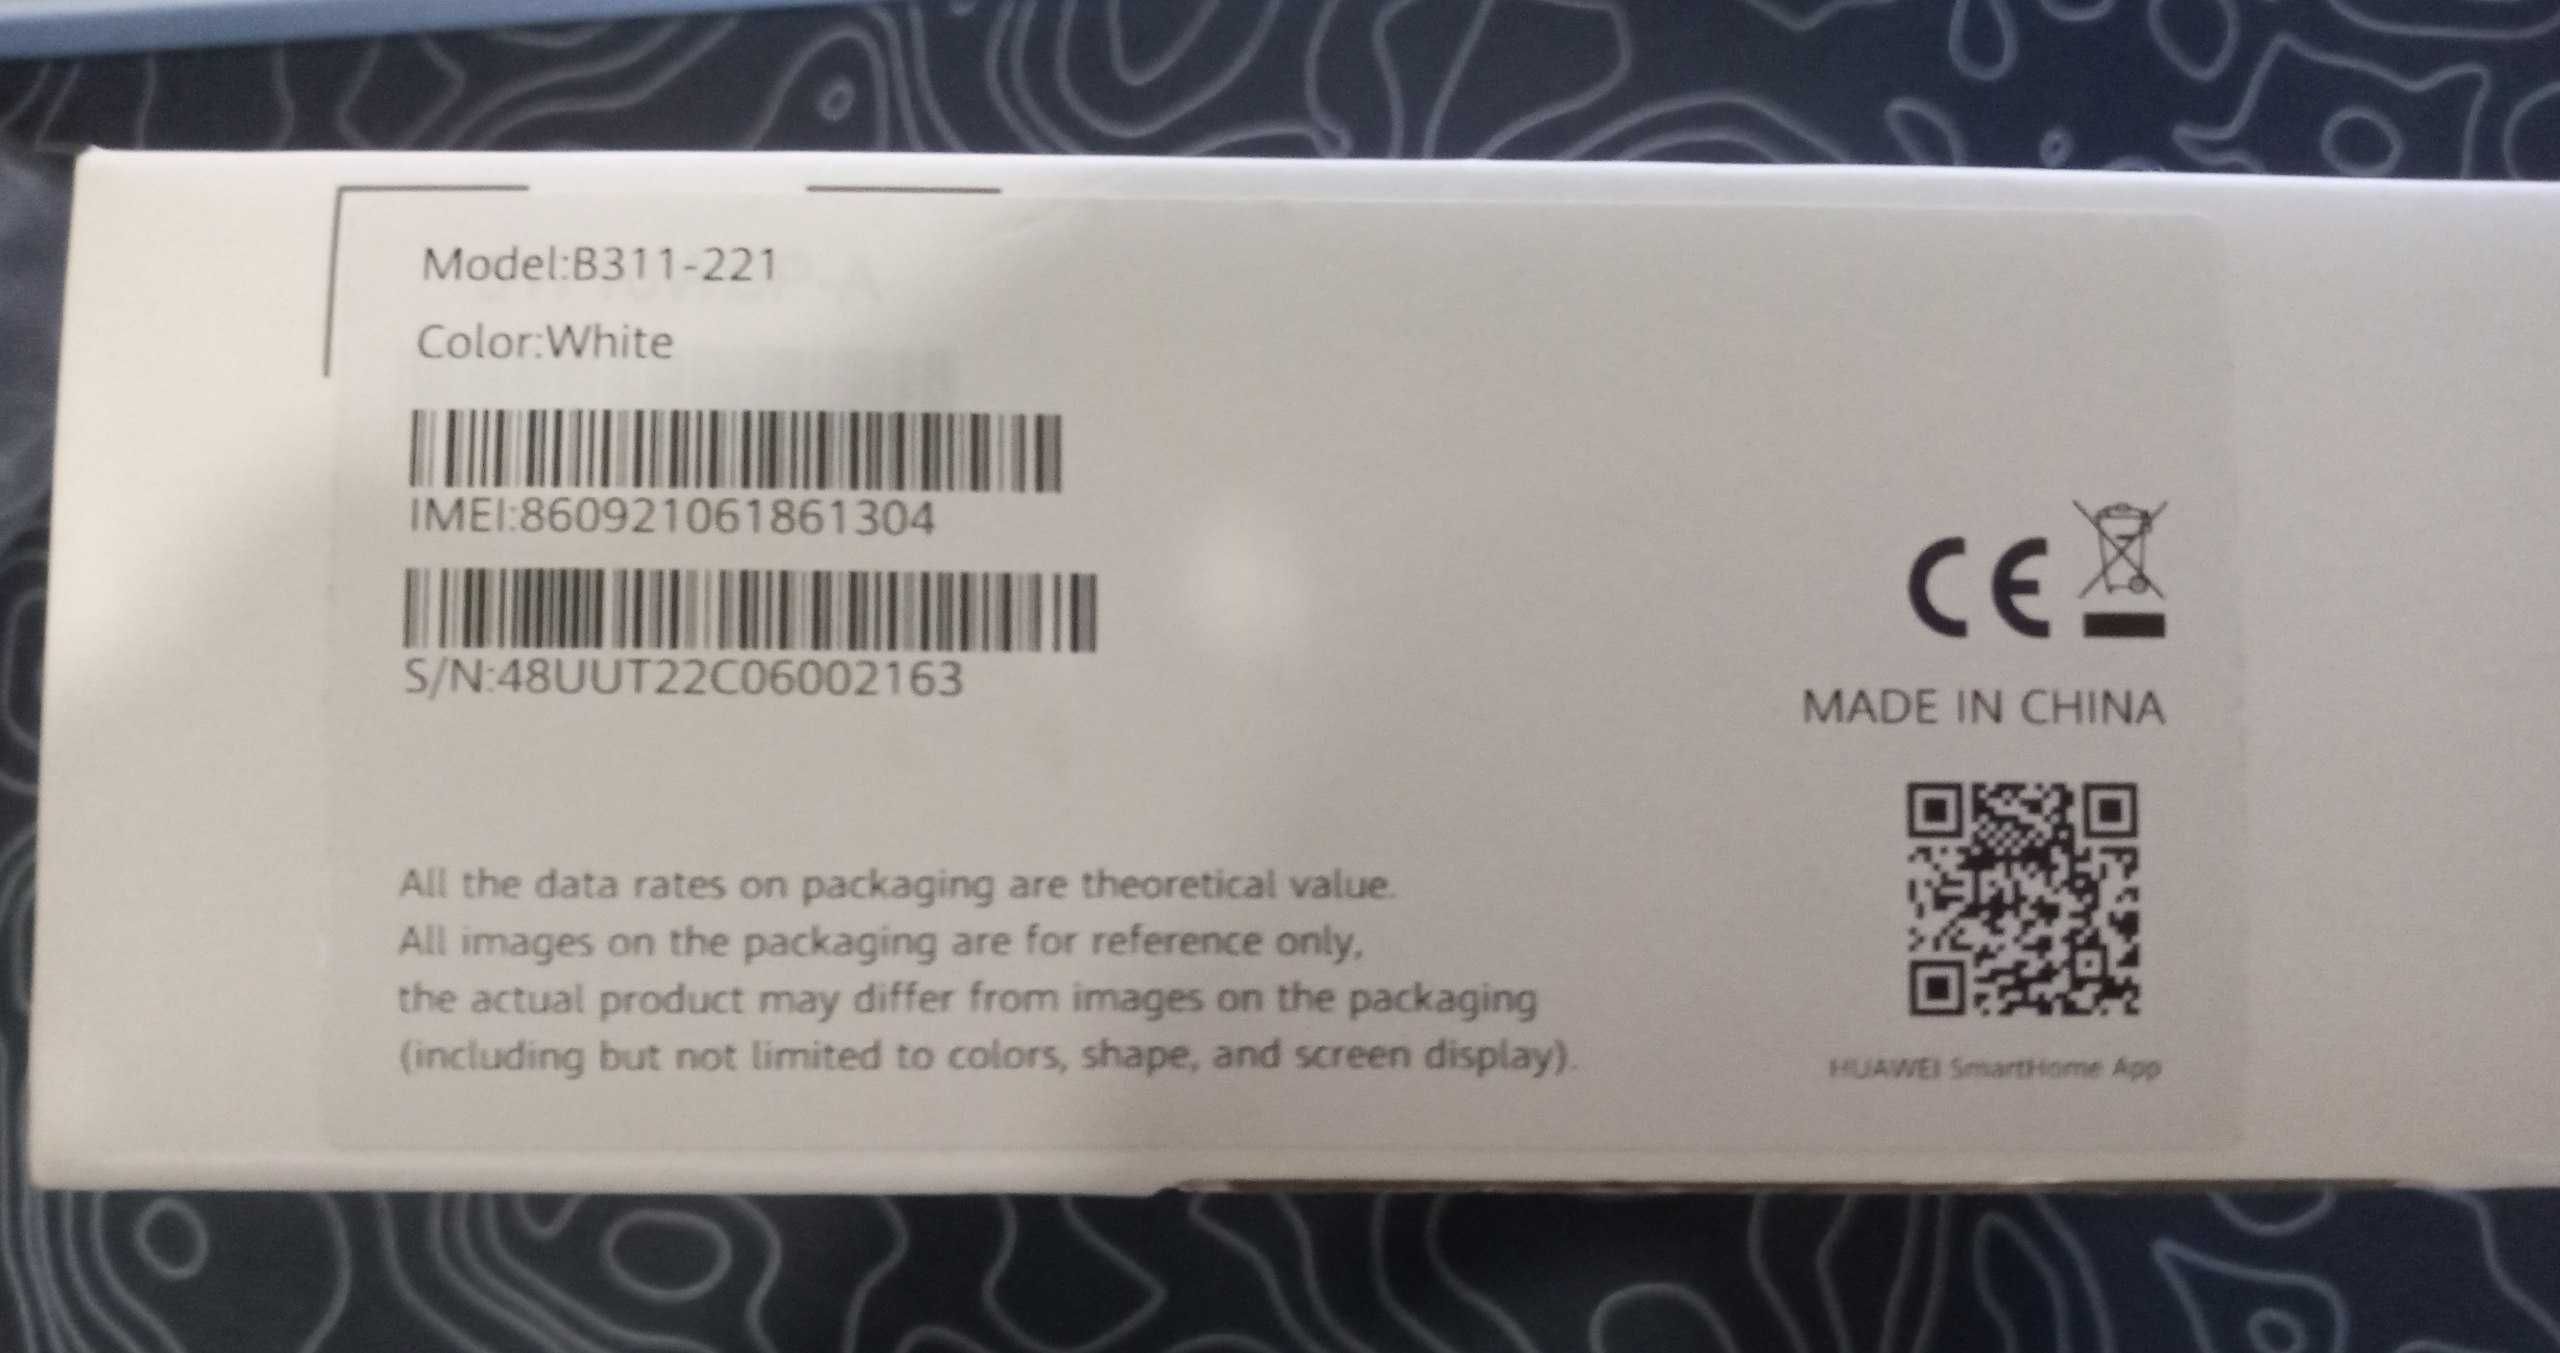 Model:B311-221
Color:White
IMEI:860921061861304
S/N:48UUT22C06002163
CE
MADE IN CHINA
All the data rates on packaging are theoretical value.
All images on the packaging are for reference only,
the actual product may differ from images on the packaging
(including but not limited to colors, shape, and screen display).
HUAWEI SmartHome App